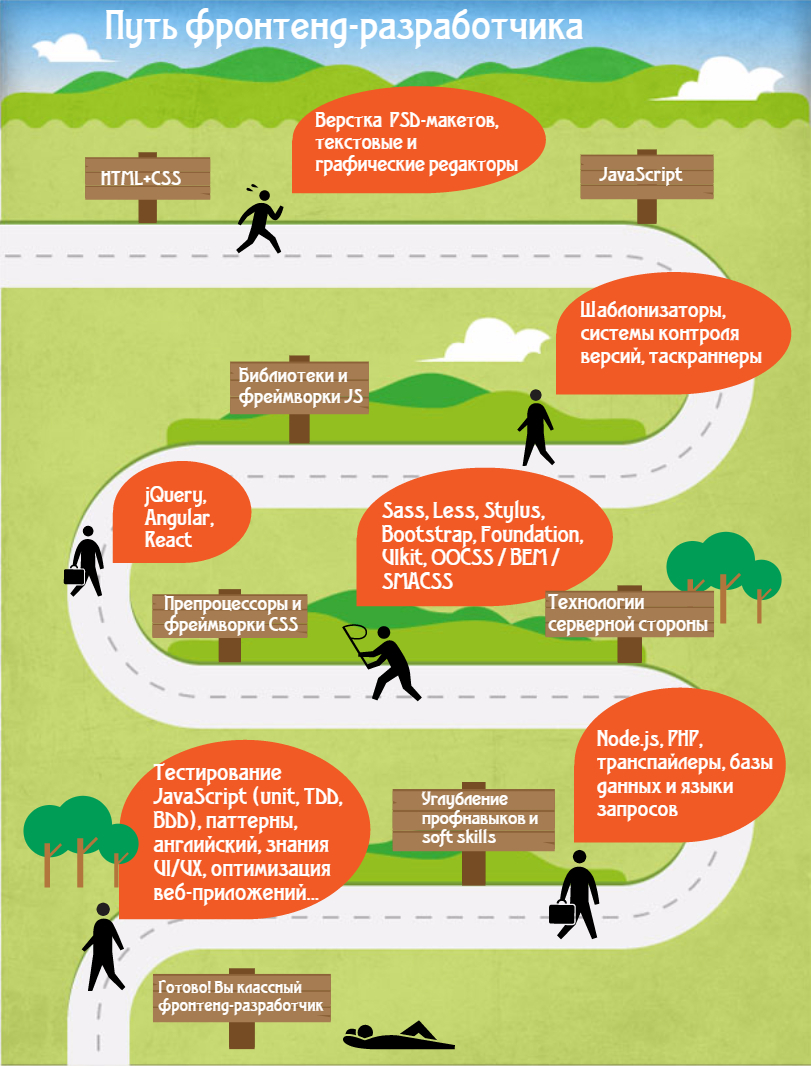 Путь фронтенд-разработчика
Верстка PSD-макетов,
текстовые и
графические редакторы
HTML+CSS
JavaScript
Шаблонизаторы,
системы контроля
версий, таскраннеры
Библиотеки и
фреймворки JS
jQuery,
Angular,
React
Sass, Less, Stylus,
Bootstrap, Foundation,
UIkit, OOCSS / BEM /
SMACSS
Препроцессоры и
фреймворки CSS
Технологии
серверной стороны
Node.js, PHP,
транспайлеры, базы
данных и языки
запросов
Тестирование
JavaScript (unit, TDD,
BDD), паттерны,
английский, знания
UI/UX, оптимизация
веб-приложений...
Углубление
профнавыков и
soft skills
Готово! Вы классный
фронтенд-разработчик